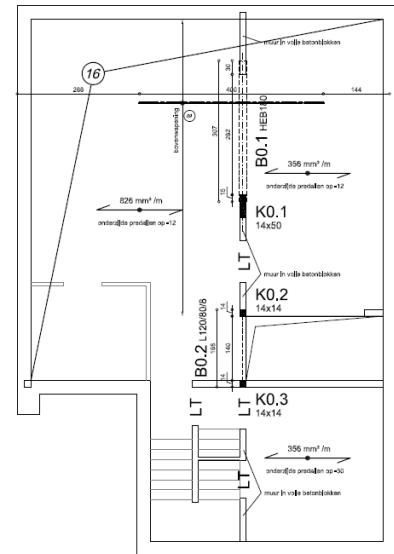 muur in volle betonblokken
16
30
288
400
144
bovenwapening
307
292
B0.1 HEB180
356 mm² /m
onderzijde predallen op -12
15
826 mm² /m
onderzijde predallen op -12
K0.1
14x50
LT
muur in volle betonblokken
B0.2 L120/80/8
14
K0.2
14x14
168
140
14
LT
LT
K0.3
14x14
356 mm² /m
LT
onderzijde predallen op -30
muur in volle betonblokken